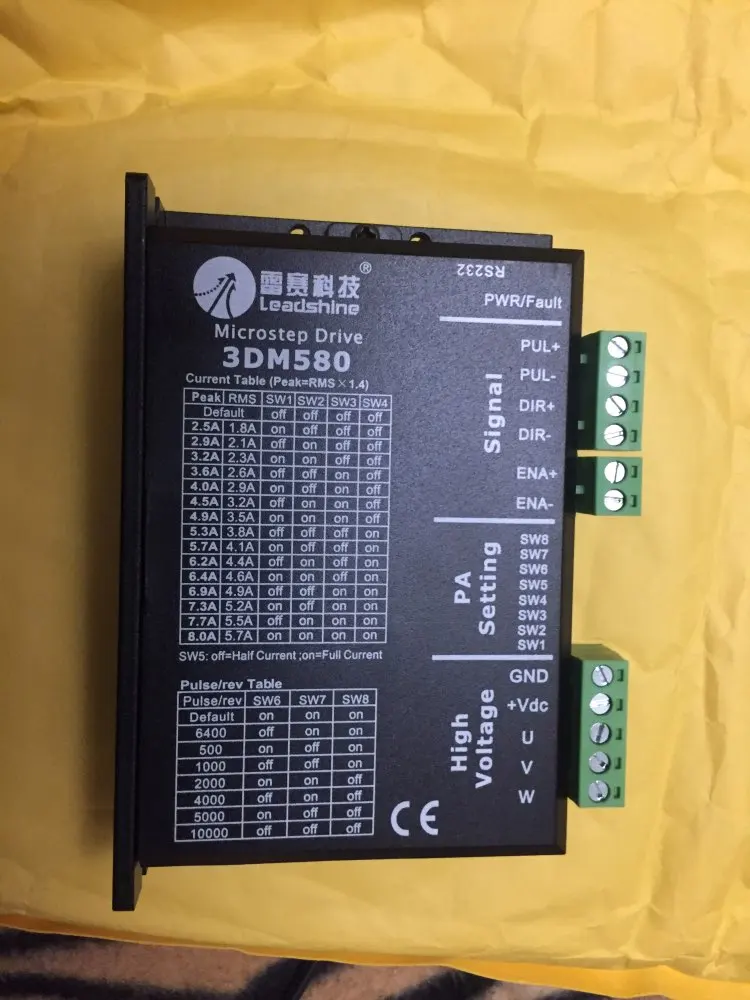 雷赛科技®
Leadshine
Microstep Drive
3DM580
Current Table (Peak=RMS×1.4)
Peak RMS SW1 SW2 SW3 SW4
Default off off off off
2.5A 1.8A on off off off
2.9A 2.1A off on off off
3.2A 2.3A on on off off
3.6A 2.6A off off on off
4.0A 2.9A on off on off
4.5A 3.2A off on on off
4.9A 3.5A on on on off
5.3A 3.8A off off off on
5.7A 4.1A on off off on
6.2A 4.4A off on off on
6.4A 4.6A on on off on
6.9A 4.9A off off on on
7.3A 5.2A on off on on
7.7A 5.5A off on on on
8.0A 5.7A on on on on
SW5: off=Half Current ;on=Full Current
Pulse/rev Table
Pulse/rev SW6 SW7 SW8
Default on on on
6400 off on on
500 on off on
1000 off off on
2000 on on off
4000 off on off
5000 on off off
10000 off off off
CE
RS232
PWR/Fault
Signal
PUL+
PUL-
DIR+
DIR-
ENA+
ENA-
PA
Setting
SW8
SW7
SW6
SW5
SW4
SW3
SW2
SW1
High
Voltage
GND
+Vdc
U
V
W